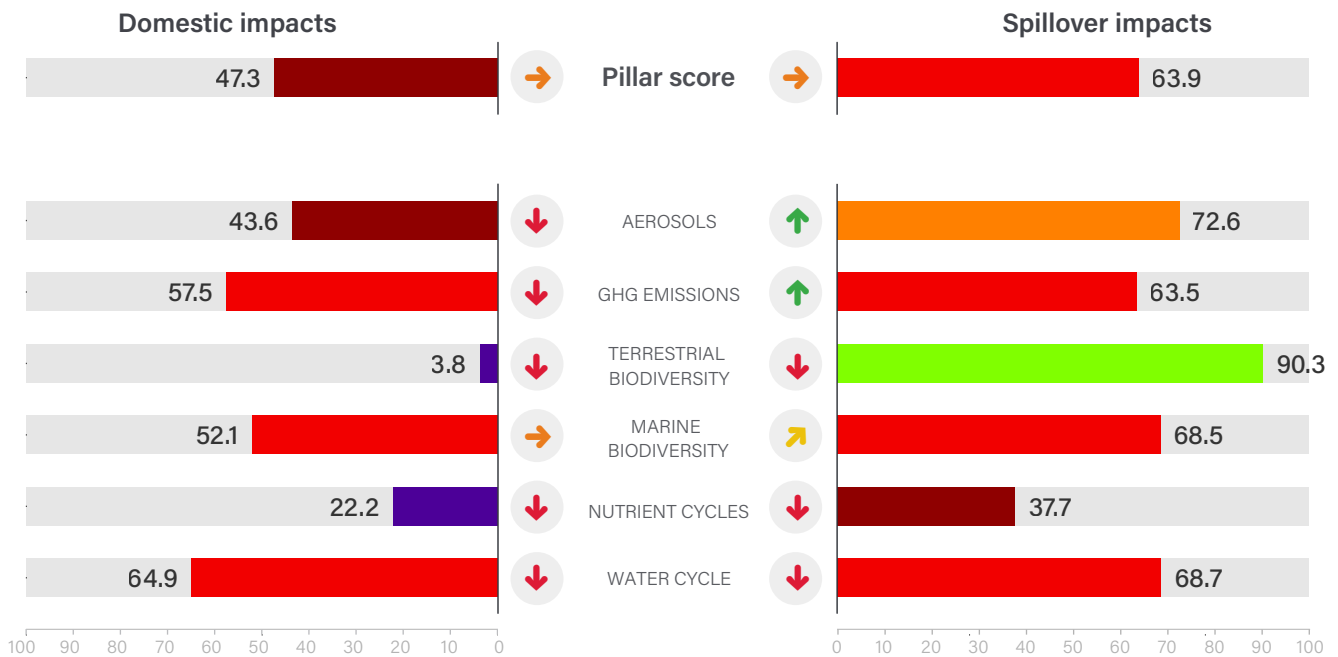 Domestic impacts
Spillover impacts
47.3
Pillar score
63.9
43.6
AEROSOLS
72.6
57.5
GHG EMISSIONS
63.5
3.8
TERRESTRIAL
BIODIVERSITY
90.3
52.1
MARINE
BIODIVERSITY
68.5
22.2
NUTRIENT CYCLES
37.7
64.9
WATER CYCLE
68.7
100 90 80 70 60 50 40 30 20 10 0
0 10 20 30 40 50 60 70 80 90 100